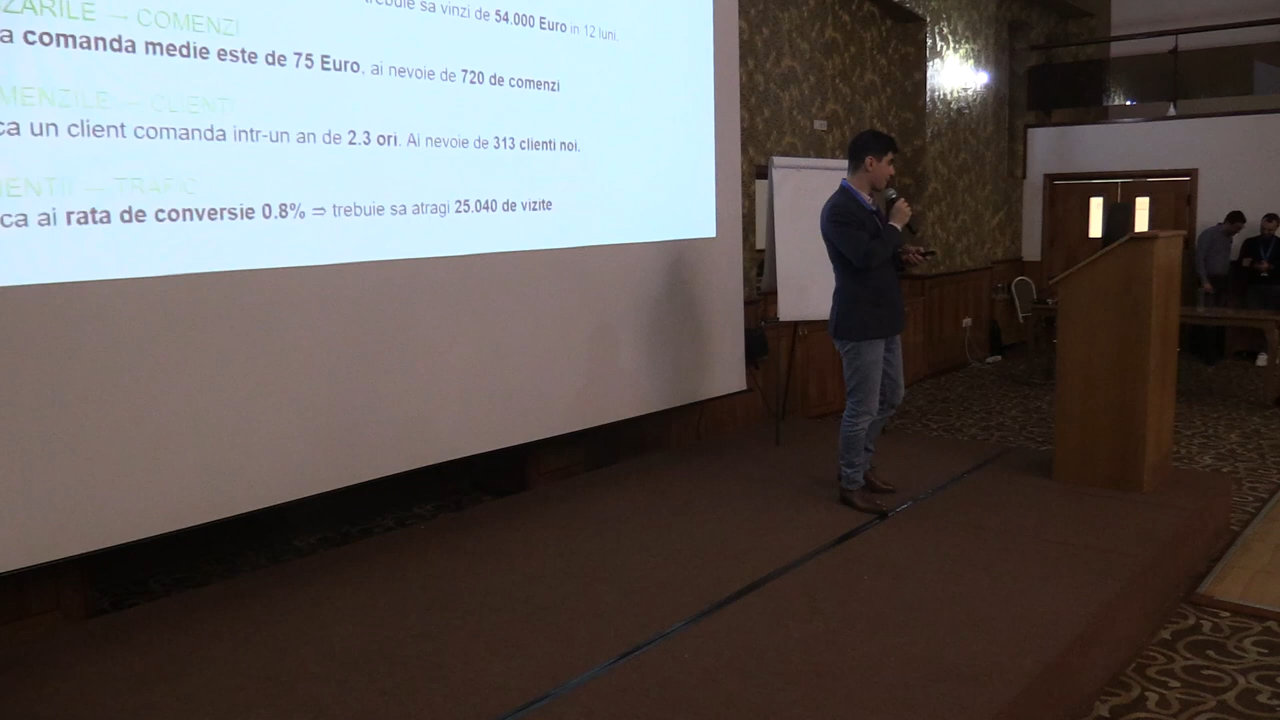 ZARILE → COMENZI
trebuie sa vinzi de 54.000 Euro in 12 luni.
a comanda medie este de 75 Euro, ai nevoie de 720 de comenzi
MENZILE → CLIENTI
ca un client comanda intr-un an de 2.3 ori. Ai nevoie de 313 clienti noi.
IENTII → TRAFIC
ca ai rata de conversie 0.8% ⇒ trebuie sa atragi 25.040 de vizite